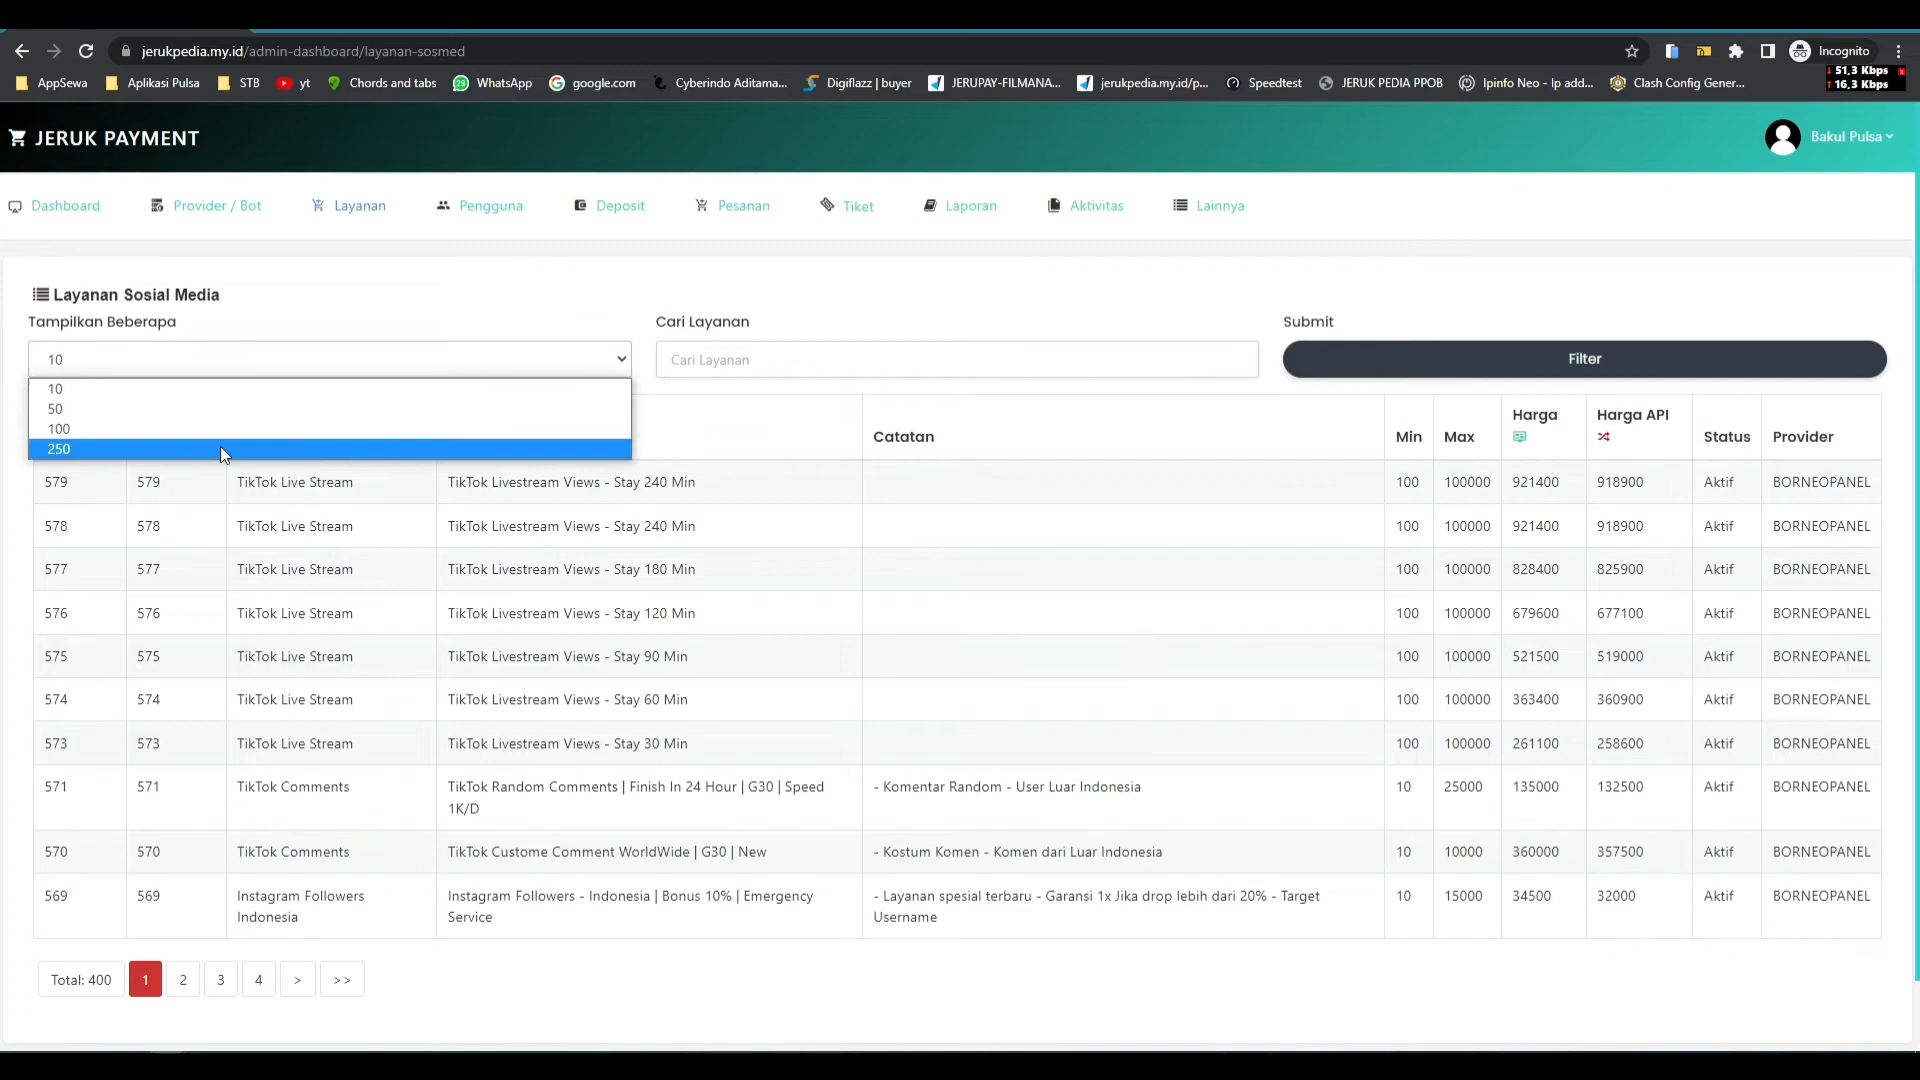 jerukpedia.my.id/admin-dashboard/layanan-sosmed
Incognito
AppSewa Aplikasi Pulsa STB yt Chords and tabs WhatsApp google.com Cyberindo Aditama... Digiflazz | buyer JERUPAY-FILMANA... jerukpedia.my.id/p... Speedtest JERUK PEDIA PPOB Ipinfo Neo - Ip add... Clash Config Gener...
51,3 Kbps
16,3 Kbps
JERUK PAYMENT
Bakul Pulsa
Dashboard Provider / Bot Layanan Pengguna Deposit Pesanan Tiket Laporan Aktivitas Lainnya
Layanan Sosial Media
Tampilkan Beberapa Cari Layanan Submit
10 Cari Layanan Filter
10
50
100
250
Catatan Min Max Harga Harga API Status Provider
579 579 TikTok Live Stream TikTok Livestream Views - Stay 240 Min 100 100000 921400 918900 Aktif BORNEOPANEL
578 578 TikTok Live Stream TikTok Livestream Views - Stay 240 Min 100 100000 921400 918900 Aktif BORNEOPANEL
577 577 TikTok Live Stream TikTok Livestream Views - Stay 180 Min 100 100000 828400 825900 Aktif BORNEOPANEL
576 576 TikTok Live Stream TikTok Livestream Views - Stay 120 Min 100 100000 679600 677100 Aktif BORNEOPANEL
575 575 TikTok Live Stream TikTok Livestream Views - Stay 90 Min 100 100000 521500 519000 Aktif BORNEOPANEL
574 574 TikTok Live Stream TikTok Livestream Views - Stay 60 Min 100 100000 363400 360900 Aktif BORNEOPANEL
573 573 TikTok Live Stream TikTok Livestream Views - Stay 30 Min 100 100000 261100 258600 Aktif BORNEOPANEL
571 571 TikTok Comments TikTok Random Comments | Finish In 24 Hour | G30 | Speed - Komentar Random - User Luar Indonesia 10 25000 135000 132500 Aktif BORNEOPANEL
1K/D
570 570 TikTok Comments TikTok Custome Comment WorldWide | G30 | New - Kostum Komen - Komen dari Luar Indonesia 10 10000 360000 357500 Aktif BORNEOPANEL
569 569 Instagram Followers Instagram Followers - Indonesia | Bonus 10% | Emergency - Layanan spesial terbaru - Garansi 1x Jika drop lebih dari 20% - Target 10 15000 34500 32000 Aktif BORNEOPANEL
Indonesia Service Username
Total: 400 1 2 3 4 > >>